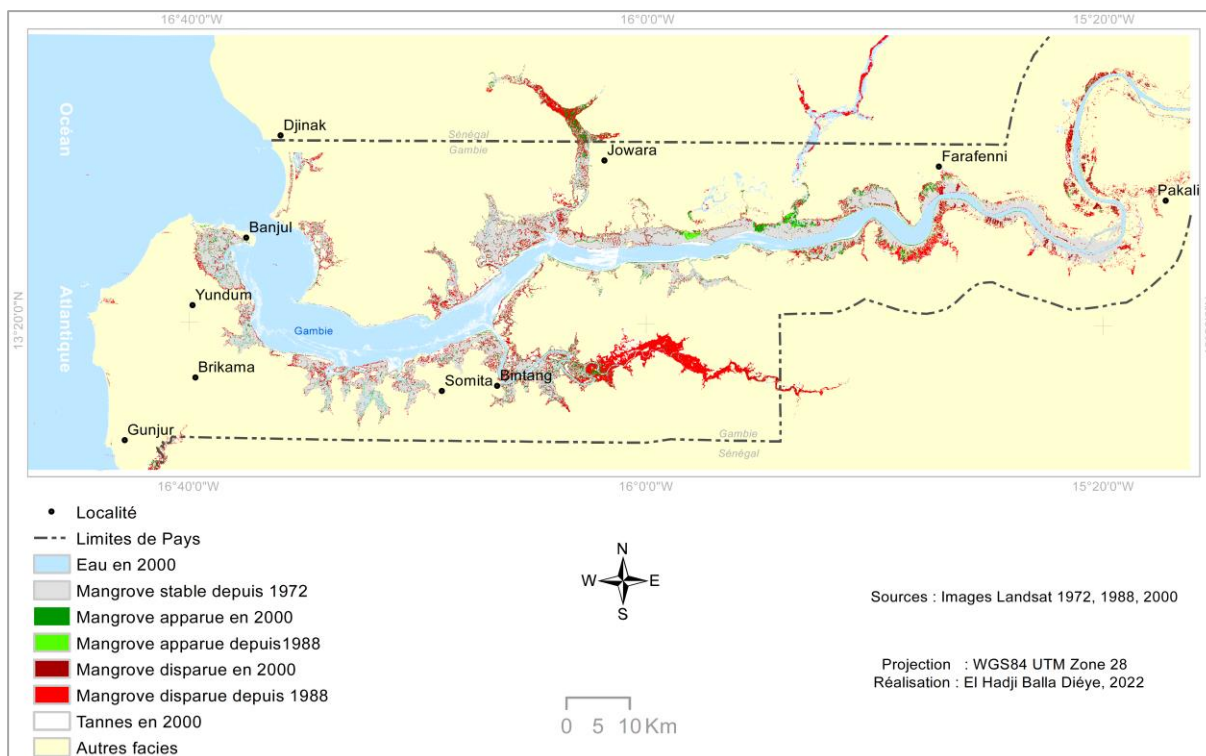 16°40'0"W
16°0'0"W
15°20'0"W
Océan
Atlantique
13°20'0"N
Djinak
Sénégal
Gambie
Jowara
Farafenni
Pakali
Banjul
Yundum
Gambie
Brikama
Somita
Bintang
Gunjur
Gambie
Sénégal
16°40'0"W
16°0'0"W
15°20'0"W
Localité
Limites de Pays
Eau en 2000
Mangrove stable depuis 1972
Mangrove apparue en 2000
Mangrove apparue depuis1988
Mangrove disparue en 2000
Mangrove disparue depuis 1988
Tannes en 2000
Autres facies
N
W
E
S
0 5 10 Km
Sources : Images Landsat 1972, 1988, 2000
Projection : WGS84 UTM Zone 28
Réalisation : El Hadji Balla Diéye, 2022